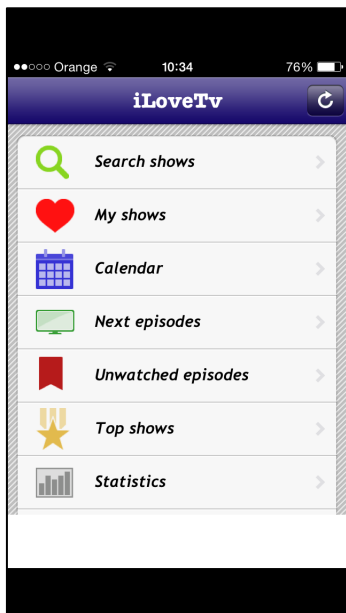 Orange 10:34 76%
iLoveTv
Search shows
My shows
Calendar
Next episodes
Unwatched episodes
Top shows
Statistics